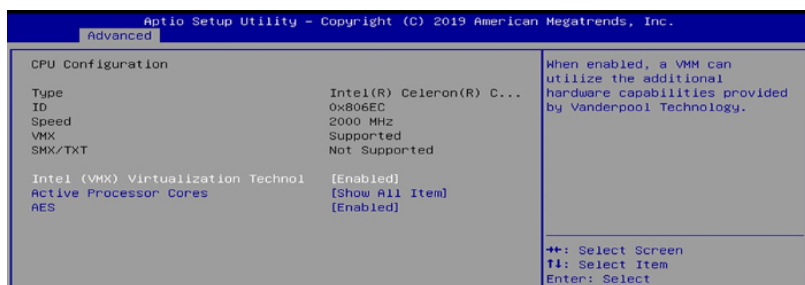 Aptio Setup Utility – Copyright (C) 2019 American Megatrends, Inc.
Advanced
CPU Configuration
Type Intel(R) Celeron(R) C...
ID 0x806EC
Speed 2000 MHz
VMX Supported
SMX/TXT Not Supported
Intel (VMX) Virtualization Technol [Enabled]
Active Processor Cores [Show All Item]
AES [Enabled]
When enabled, a VMM can
utilize the additional
hardware capabilities provided
by Vanderpool Technology.
→←: Select Screen
↑↓: Select Item
Enter: Select